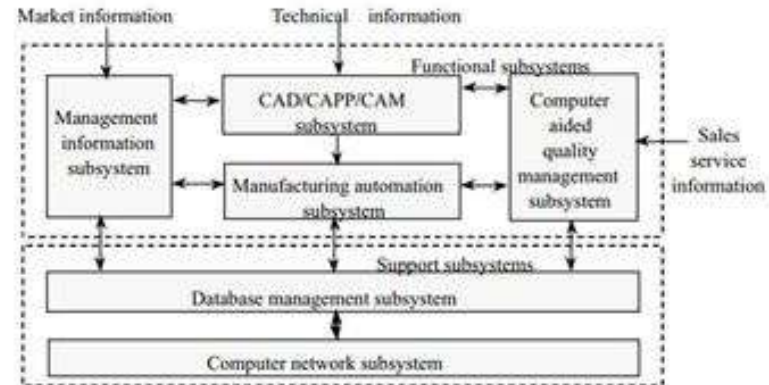 Market information
Technical information
Functional subsystems
Management
information
subsystem
CAD/CAPP/CAM
subsystem
Computer
aided
quality
management
subsystem
Sales
service
information
Manufacturing automation
subsystem
Support subsystems
Database management subsystem
Computer network subsystem